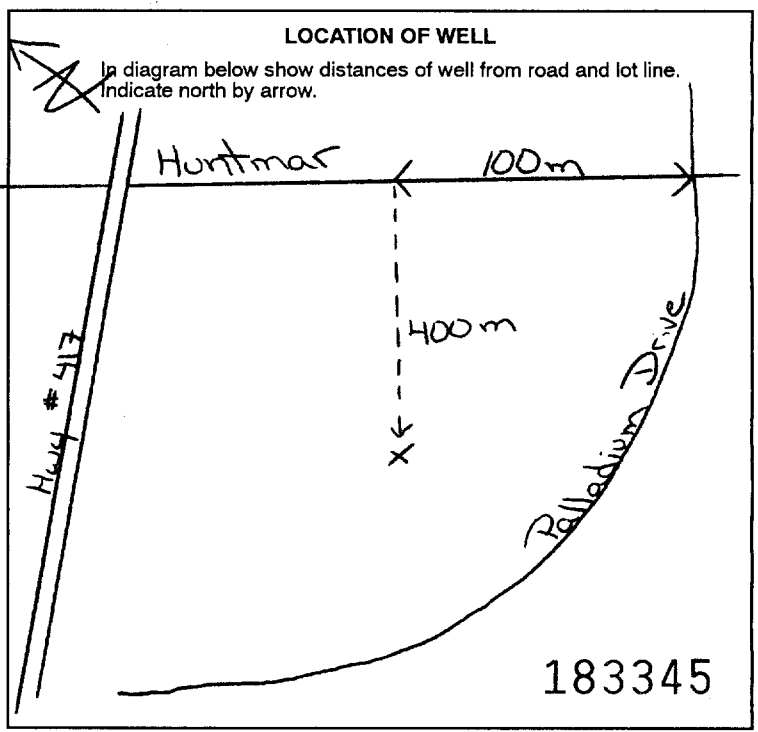 LOCATION OF WELL
In diagram below show distances of well from road and lot line.
Indicate north by arrow.
N
Huntmar
100m
400m
Hwy # 417
Palladium Drive
X
183345